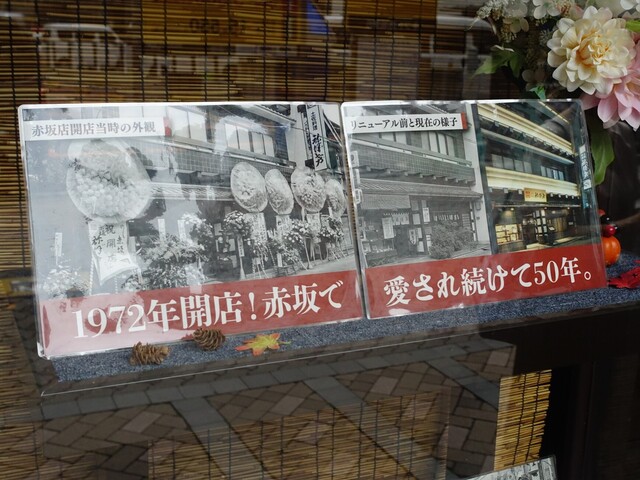 赤坂店開店当時の外観
リニューアル前と現在の様子
1972年開店！赤坂で
愛され続けて50年。